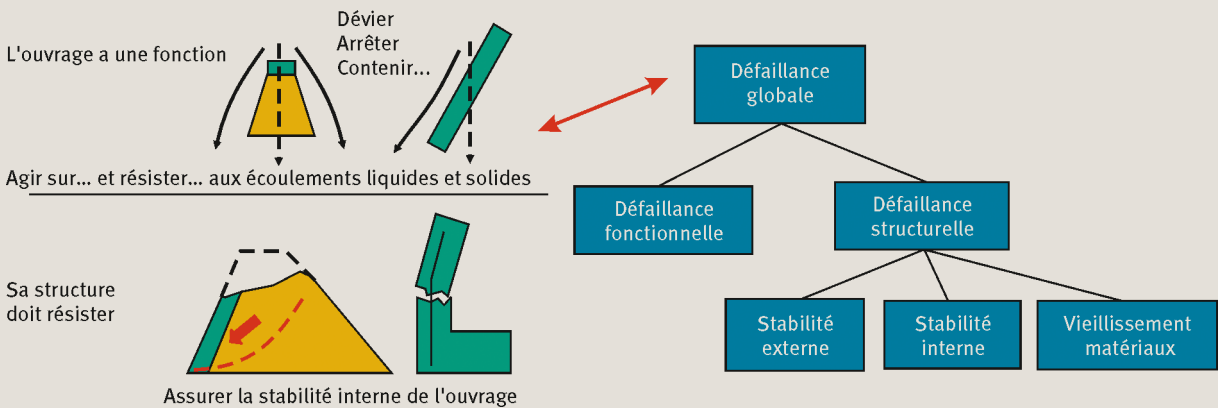 L'ouvrage a une fonction
Dévier
Arrêter
Contenir...
Agir sur... et résister... aux écoulements liquides et solides
Sa structure
doit résister
Assurer la stabilité interne de l'ouvrage
Défaillance
globale
Défaillance
fonctionnelle
Défaillance
structurelle
Stabilité
externe
Stabilité
interne
Vieillissement
matériaux